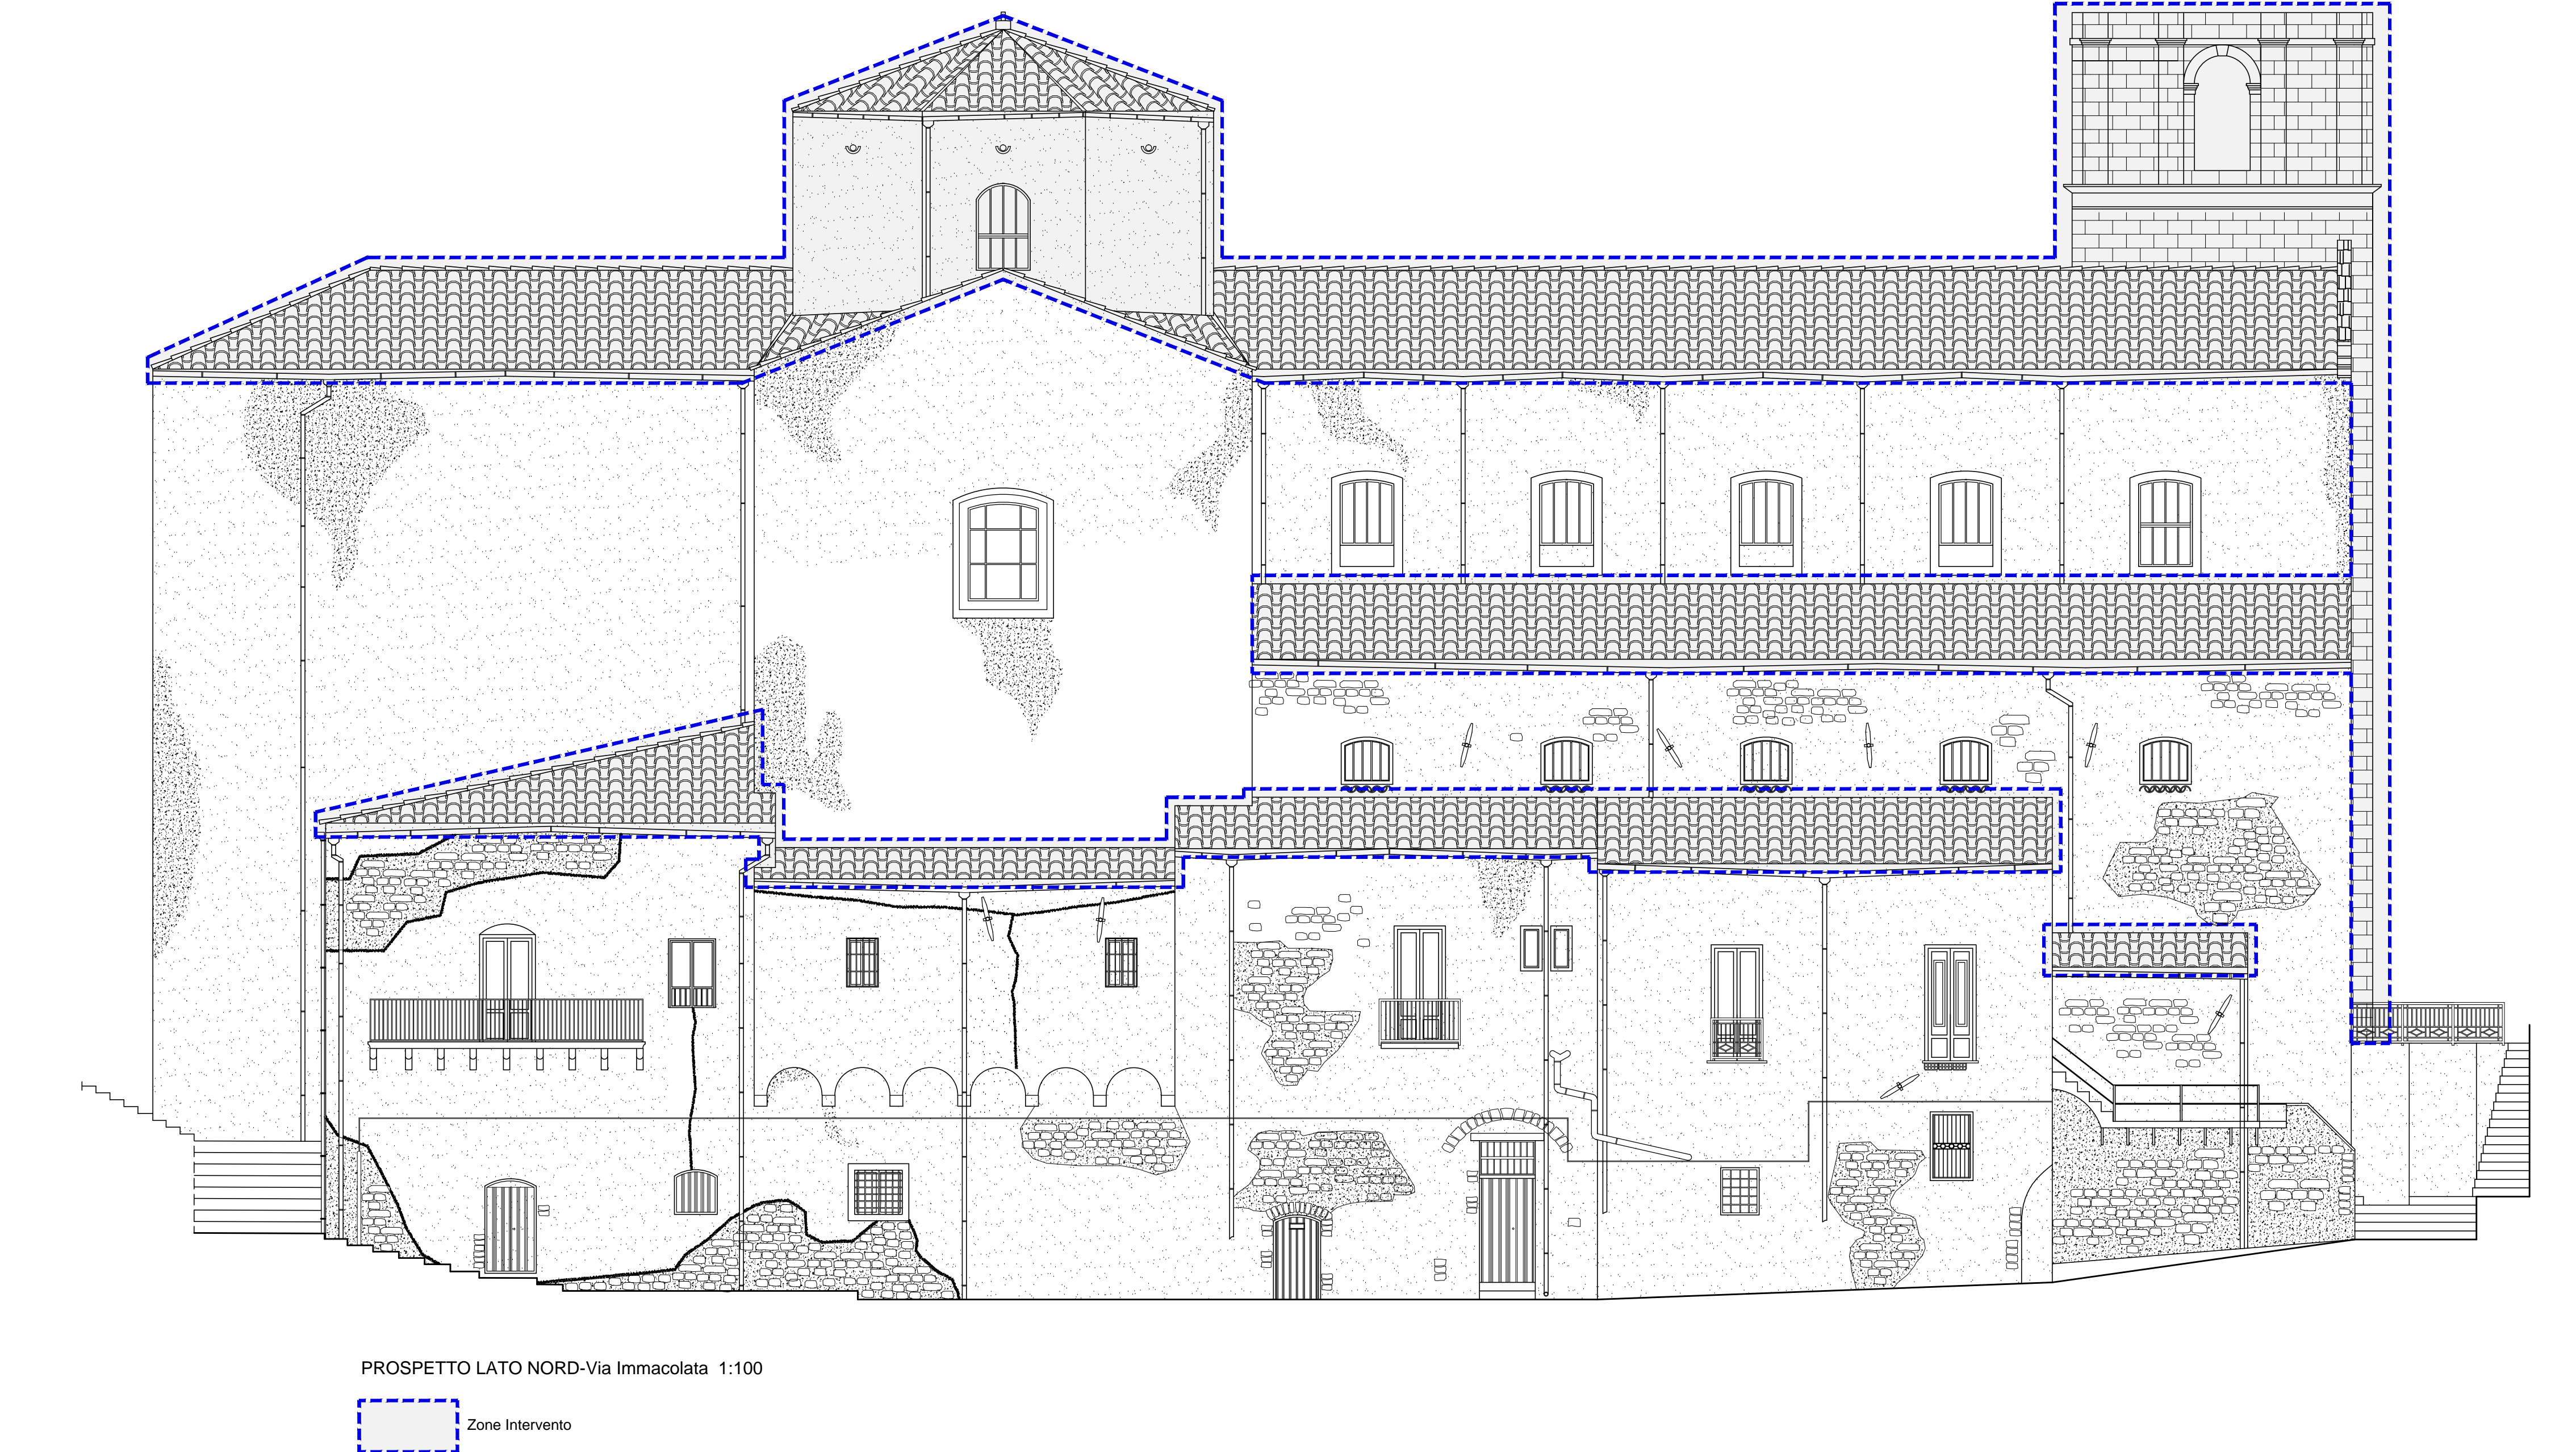 PROSPETTO LATO NORD-Via Immacolata 1:100
Zone Intervento